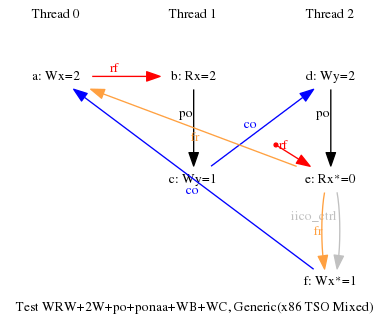 Thread 0 Thread 1 Thread 2
a: Wx=2 rf b: Rx=2 d: Wy=2
po po
co
fr rf
c: Wy=1 e: Rx*=0
co
iico_ctrl
fr
f: Wx*=1
Test WRW+2W+po+ponaa+WB+WC, Generic(x86 TSO Mixed)